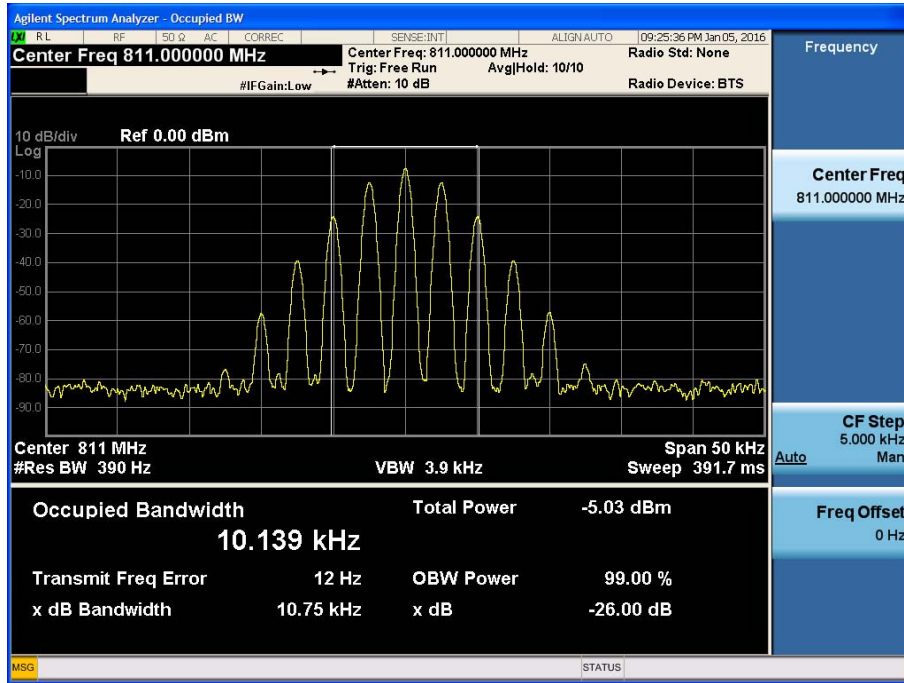 Agilent Spectrum Analyzer - Occupied BW
LXI RL RF 50 Ω AC CORREC SENSE:INT ALIGN AUTO 09:25:36 PM Jan 05, 2016
Center Freq 811.000000 MHz
Center Freq: 811.000000 MHz
Radio Std: None
Trig: Free Run Avg|Hold: 10/10
#IFGain:Low #Atten: 10 dB Radio Device: BTS
10 dB/div Ref 0.00 dBm
Log
-10.0
-20.0
-30.0
-40.0
-50.0
-60.0
-70.0
-80.0
-90.0
Center 811 MHz Span 50 kHz
#Res BW 390 Hz VBW 3.9 kHz Sweep 391.7 ms
Occupied Bandwidth Total Power -5.03 dBm
10.139 kHz
Transmit Freq Error 12 Hz OBW Power 99.00 %
x dB Bandwidth 10.75 kHz x dB -26.00 dB
MSG STATUS
Frequency
Center Freq
811.000000 MHz
CF Step
5.000 kHz
Auto Man
Freq Offset
0 Hz